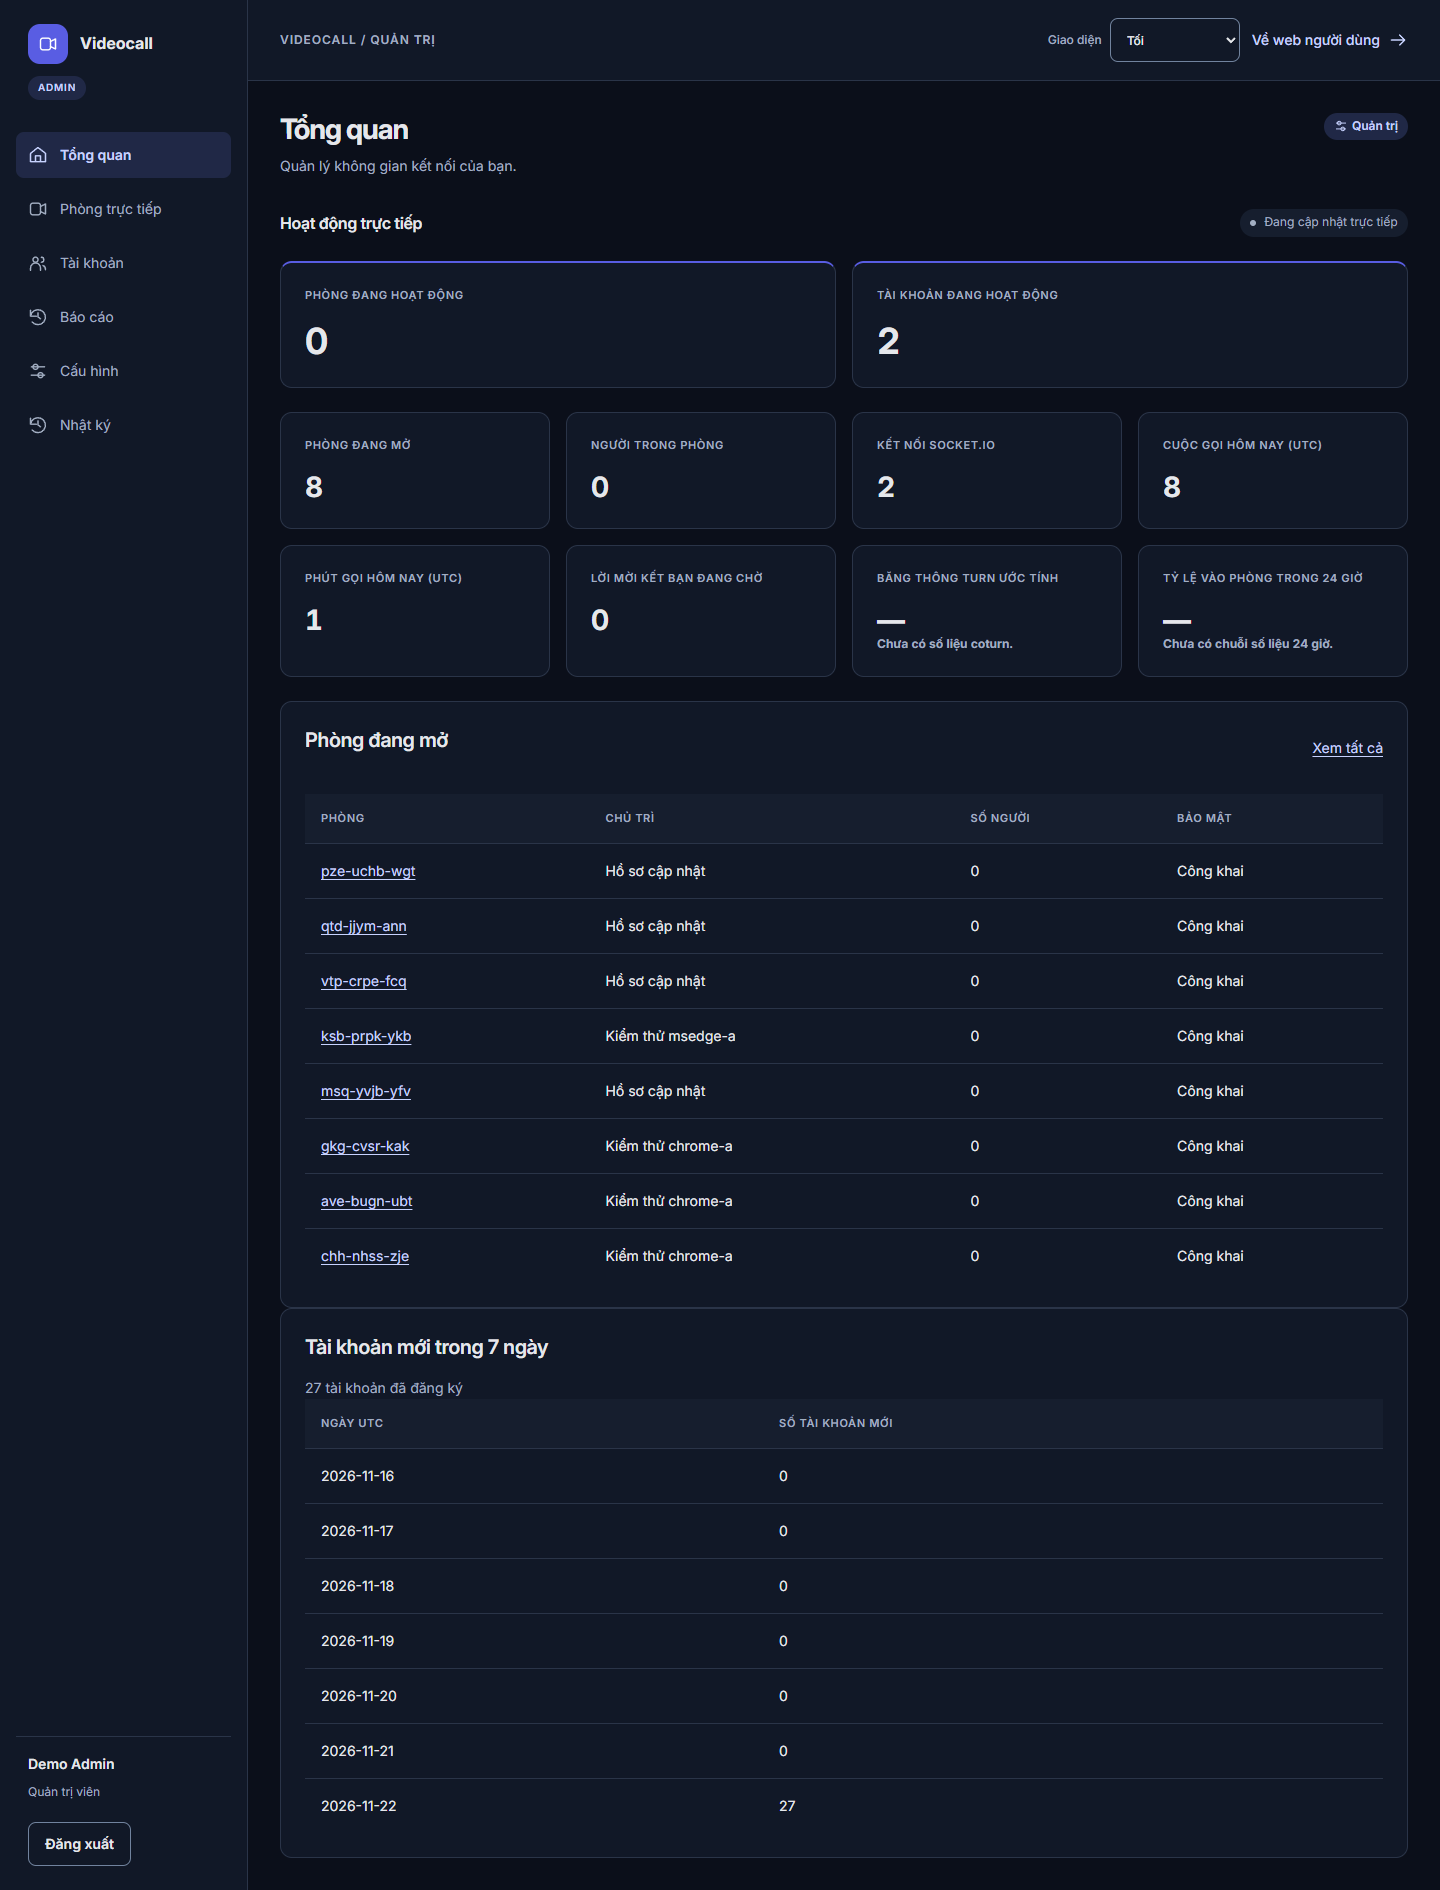 Videocall
ADMIN
Tổng quan
Phòng trực tiếp
Tài khoản
Báo cáo
Cấu hình
Nhật ký
Demo Admin
Quản trị viên
Đăng xuất
VIDEOCALL / QUẢN TRỊ
Giao diện Tối Về web người dùng
Tổng quan
Quản trị
Quản lý không gian kết nối của bạn.
Hoạt động trực tiếp
Đang cập nhật trực tiếp
PHÒNG ĐANG HOẠT ĐỘNG
0
TÀI KHOẢN ĐANG HOẠT ĐỘNG
2
PHÒNG ĐANG MỞ
8
NGƯỜI TRONG PHÒNG
0
KẾT NỐI SOCKET.IO
2
CUỘC GỌI HÔM NAY (UTC)
8
PHÚT GỌI HÔM NAY (UTC)
1
LỜI MỜI KẾT BẠN ĐANG CHỜ
0
BĂNG THÔNG TURN ƯỚC TÍNH
—
Chưa có số liệu coturn.
TỶ LỆ VÀO PHÒNG TRONG 24 GIỜ
—
Chưa có chuỗi số liệu 24 giờ.
Phòng đang mở
Xem tất cả
PHÒNG CHỦ TRÌ SỐ NGƯỜI BẢO MẬT
pze-uchb-wgt Hồ sơ cập nhật 0 Công khai
qtd-jjym-ann Hồ sơ cập nhật 0 Công khai
vtp-crpe-fcq Hồ sơ cập nhật 0 Công khai
ksb-prpk-ykb Kiểm thử msedge-a 0 Công khai
msq-yvjb-yfv Hồ sơ cập nhật 0 Công khai
gkg-cvsr-kak Kiểm thử chrome-a 0 Công khai
ave-bugn-ubt Kiểm thử chrome-a 0 Công khai
chh-nhss-zje Kiểm thử chrome-a 0 Công khai
Tài khoản mới trong 7 ngày
27 tài khoản đã đăng ký
NGÀY UTC SỐ TÀI KHOẢN MỚI
2026-11-16 0
2026-11-17 0
2026-11-18 0
2026-11-19 0
2026-11-20 0
2026-11-21 0
2026-11-22 27